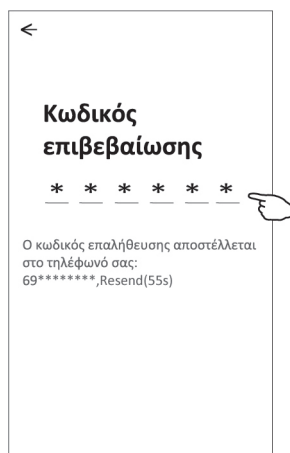 Κωδικός
επιβεβαίωσης
* * * * * *
Ο κωδικός επαλήθευσης αποστέλλεται
στο τηλέφωνό σας:
69********,Resend(55s)